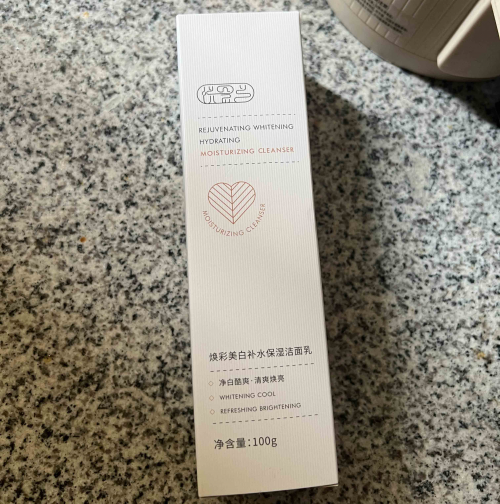 REJUVENATING WHITENING
HYDRATING
MOISTURIZING CLEANSER
MOISTURIZING CLEANSER
焕彩美白补水保湿洁面乳
净白酷爽·清爽焕亮
WHITENING COOL
REFRESHING BRIGHTENING
净含量:100g